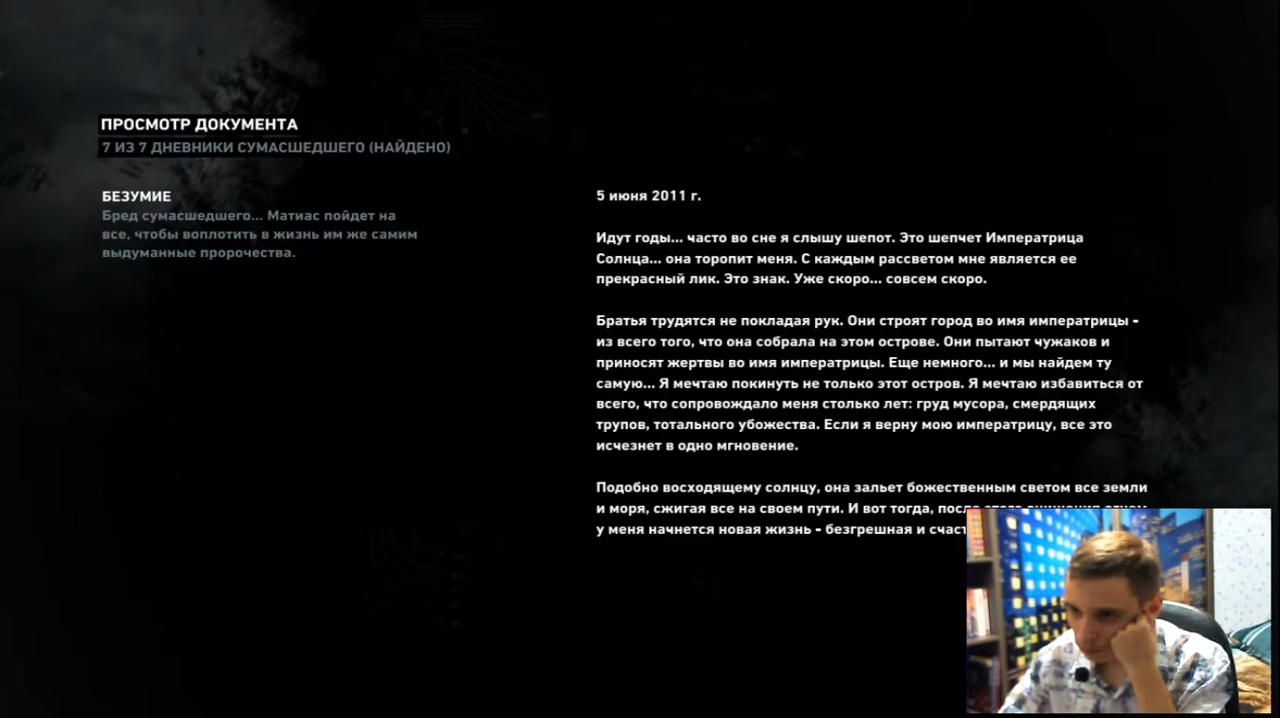 ПРОСМОТР ДОКУМЕНТА
7 ИЗ 7 ДНЕВНИКИ СУМАСШЕДШЕГО (НАЙДЕНО)
БЕЗУМИЕ
Бред сумасшедшего... Матиас пойдет на
все, чтобы воплотить в жизнь им же самим
выдуманные пророчества.
5 июня 2011 г.
Идут годы... часто во сне я слышу шепот. Это шепчет Императрица
Солнца... она торопит меня. С каждым рассветом мне является ее
прекрасный лик. Это знак. Уже скоро... совсем скоро.
Братья трудятся не покладая рук. Они строят город во имя императрицы -
из всего того, что она собрала на этом острове. Они пытают чужаков и
приносят жертвы во имя императрицы. Еще немного... и мы найдем ту
самую... Я мечтаю покинуть не только этот остров. Я мечтаю избавиться от
всего, что сопровождало меня столько лет: груд мусора, смердящих
трупов, тотального убожества. Если я верну мою императрицу, все это
исчезнет в одно мгновение.
Подобно восходящему солнцу, она зальет божественным светом все земли
и моря, сжигая все на своем пути. И вот тогда, после
у меня начнется новая жизнь - безгрешная и